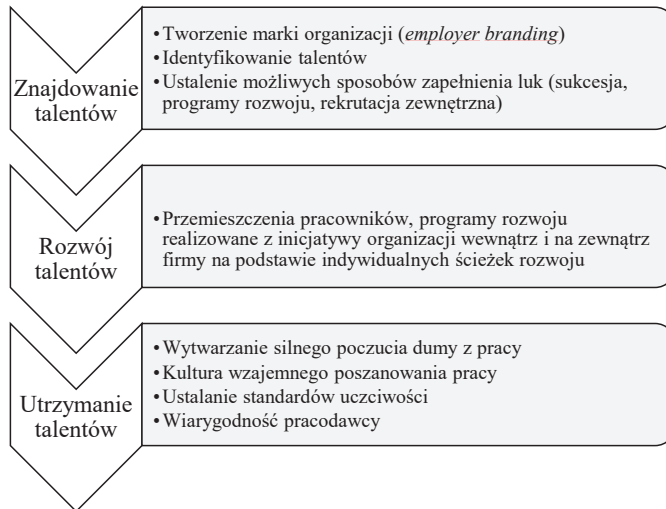 Znajdowanie
talentów
•Tworzenie marki organizacji (employer branding)
•Identyfikowanie talentów
•Ustalenie możliwych sposobów zapełnienia luk (sukcesja,
programy rozwoju, rekrutacja zewnętrzna)
Rozwój
talentów
•Przemieszczenia pracowników, programy rozwoju
realizowane z inicjatywy organizacji wewnątrz i na zewnątrz
firmy na podstawie indywidualnych ścieżek rozwoju
Utrzymanie
talentów
•Wytwarzanie silnego poczucia dumy z pracy
•Kultura wzajemnego poszanowania pracy
•Ustalanie standardów uczciwości
•Wiarygodność pracodawcy